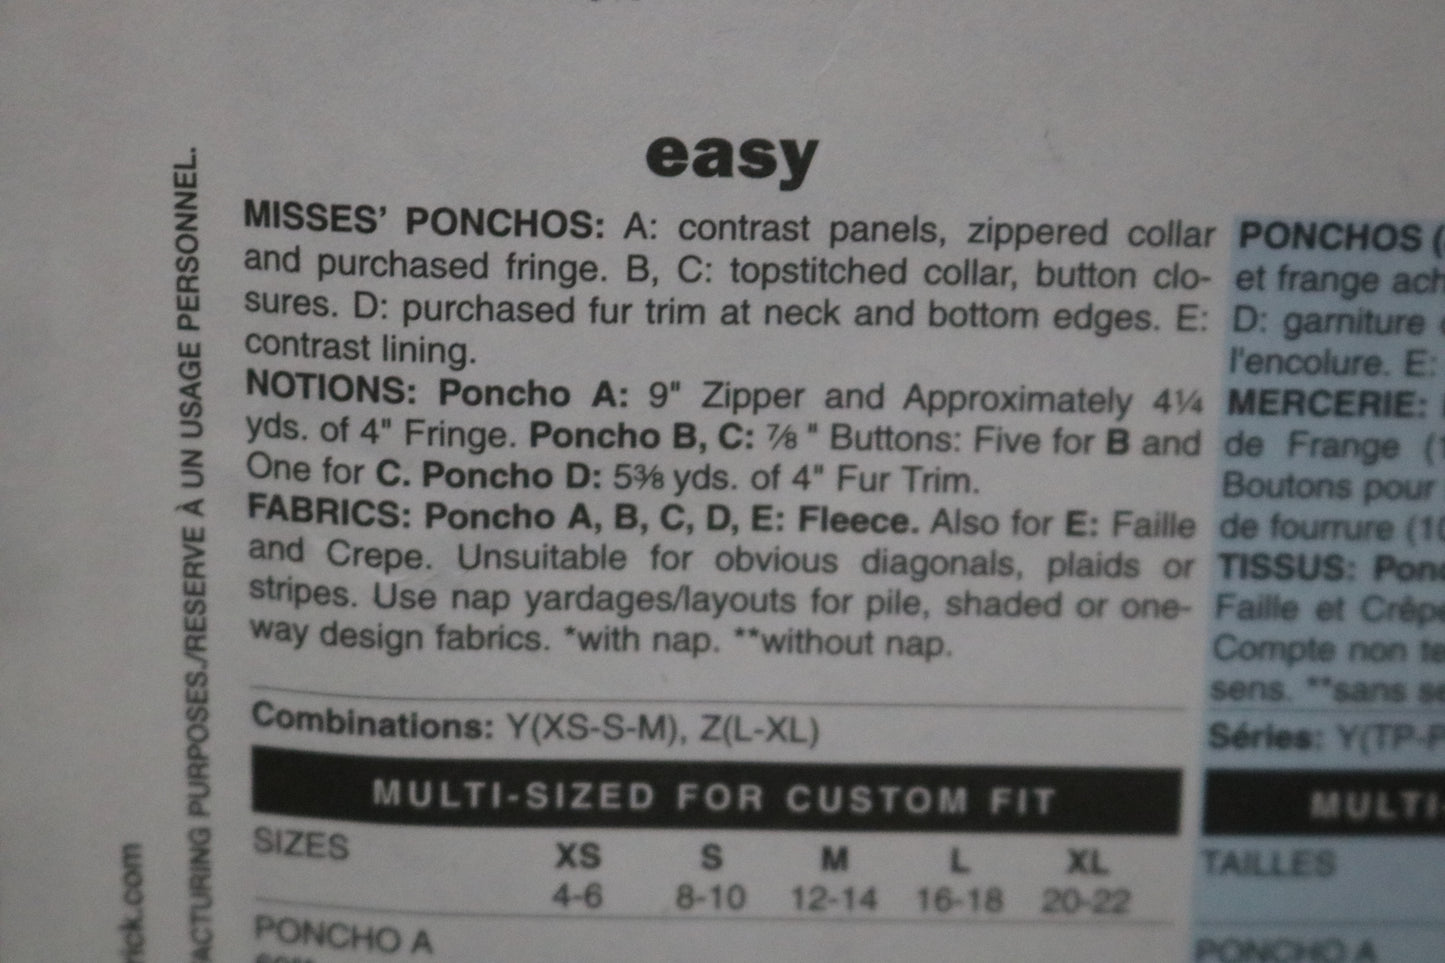 easy
MISSES' PONCHOS: A: contrast panels, zippered collar
and purchased fringe. B, C: topstitched collar, button clo-
sures. D: purchased fur trim at neck and bottom edges. E:
contrast lining.
NOTIONS: Poncho A: 9" Zipper and Approximately 4¼
yds. of 4" Fringe. Poncho B, C: ⅞ " Buttons: Five for B and
One for C. Poncho D: 5⅜ yds. of 4" Fur Trim.
FABRICS: Poncho A, B, C, D, E: Fleece. Also for E: Faille
and Crepe. Unsuitable for obvious diagonals, plaids or
stripes. Use nap yardages/layouts for pile, shaded or one-
way design fabrics. *with nap. **without nap.
Combinations: Y(XS-S-M), Z(L-XL)
MULTI-SIZED FOR CUSTOM FIT
SIZES XS S M L XL
4-6 8-10 12-14 16-18 20-22
PONCHO A
PONCHOS (
et frange ach
D: garniture
l'encolure. E:
MERCERIE:
de Frange (1
Boutons pour
de fourrure (10
TISSUS: Ponc
Faille et Crêpe
Compte non te
sens. **sans se
Séries: Y(TP-P
MULTI-
TAILLES
PONCHO A
ACTURING PURPOSES./RESERVE À UN USAGE PERSONNEL.
rick.com